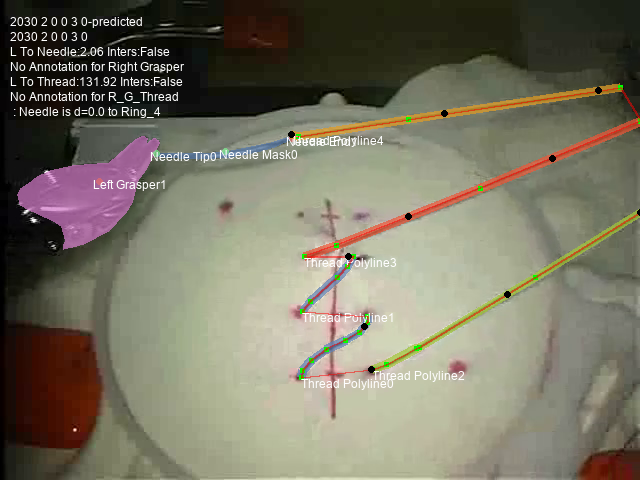 2030 2 0 0 3 0-predicted
2030 2 0 0 3 0
L To Needle:2.06 Inters:False
No Annotation for Right Grasper
L To Thread:131.92 Inters:False
No Annotation for R_G_Thread
: Needle is d=0.0 to Ring_4
Thread Polyline4
Needle Tip0 Needle Mask0
Left Grasper1
Thread Polyline3
Thread Polyline1
Thread Polyline2
Thread Polyline0